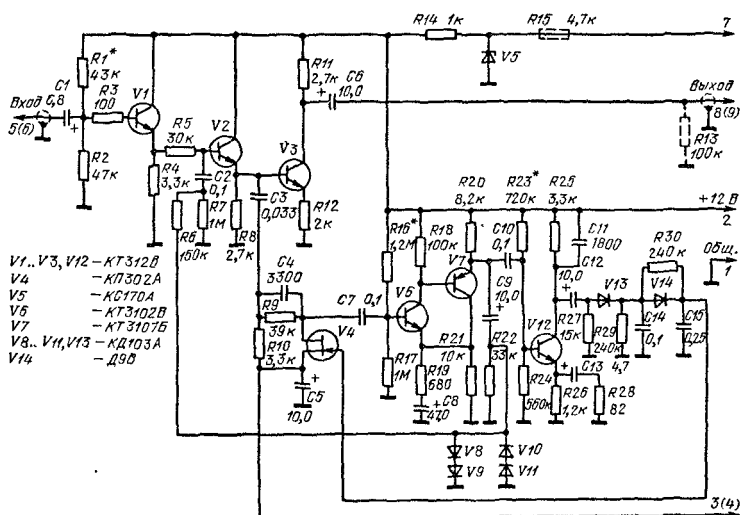 R14 1к
R15 4,7к
7
V5
R1*
43к
C1
0,8
R3
100
V1
Вход
5(6)
R2
47к
R4
3,3к
R5
30к
V2
C2
0,1
R6
150к
R7
1М
R8
2,7к
C3
0,033
V3
R11
2,7к
C6
10,0
R12
2к
Выход
8(9)
R13
100к
+12 В
2
Общ.
1
R16*
1,2М
R18
100к
R20
8,2к
R23*
720к
R25
3,3к
C10
0,1
C11
1800
C12
10,0
R30
240к
V13
V14
V7
C9
10,0
V6
C7 0,1
C4
3300
R9
39к
R10
3,3к
V4
C5
10,0
R17
1М
R19
680
C8
47,0
R21
10к
R22
33к
V12
R24
560к
R27
15к
R29
240к
4,7
C13
C14
0,1
C15
0,25
R26
1,2к
R28
82
V8
V9
V10
V11
3(4)
V1..V3,V12 – КТ312В
V4 – КП302А
V5 – КС170А
V6 – КТ3102В
V7 – КТ3107Б
V8..V11,V13 – КД103А
V14 – Д9В